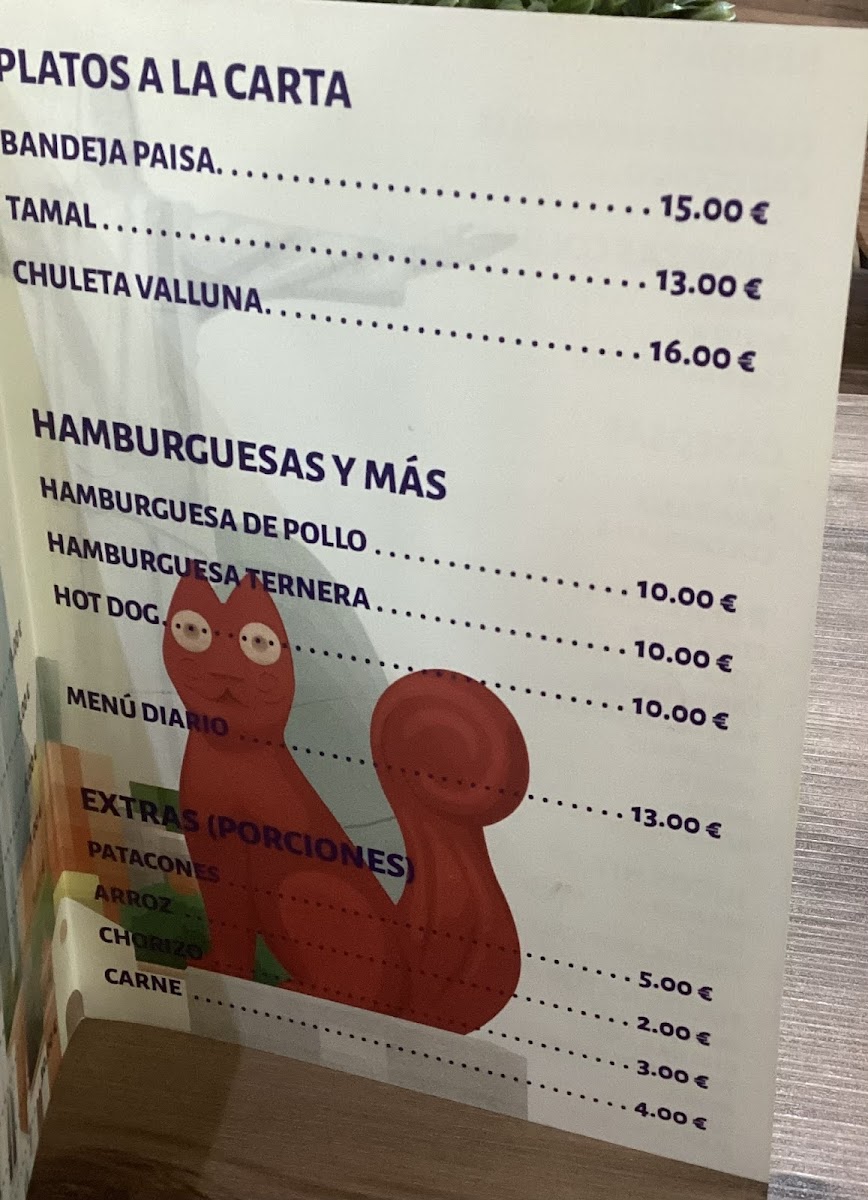 PLATOS A LA CARTA
BANDEJA PAISA. . . . . . . . . . . . . . . . . . . . . . . . . . . . . . 15.00 €
TAMAL . . . . . . . . . . . . . . . . . . . . . . . . . . . . . . . . . . . . . . 13.00 €
CHULETA VALLUNA. . . . . . . . . . . . . . . . . . . . . . . . . . 16.00 €
HAMBURGUESAS Y MÁS
HAMBURGUESA DE POLLO . . . . . . . . . . . . . . . . . . 10.00 €
HAMBURGUESA TERNERA . . . . . . . . . . . . . . . . . . 10.00 €
HOT DOG. . . . . . . . . . . . . . . . . . . . . . . . . . . . . . . . . . 10.00 €
MENÚ DIARIO . . . . . . . . . . . . . . . . . . . . . . . . . . . . . 13.00 €
EXTRAS (PORCIONES)
PATACONES . . . . . . . . . . . . . . . . . . . . . . . . . . . . . . 5.00 €
ARROZ . . . . . . . . . . . . . . . . . . . . . . . . . . . . . . . . . . 2.00 €
CHORIZO . . . . . . . . . . . . . . . . . . . . . . . . . . . . . . . . 3.00 €
CARNE . . . . . . . . . . . . . . . . . . . . . . . . . . . . . . . . . . 4.00 €